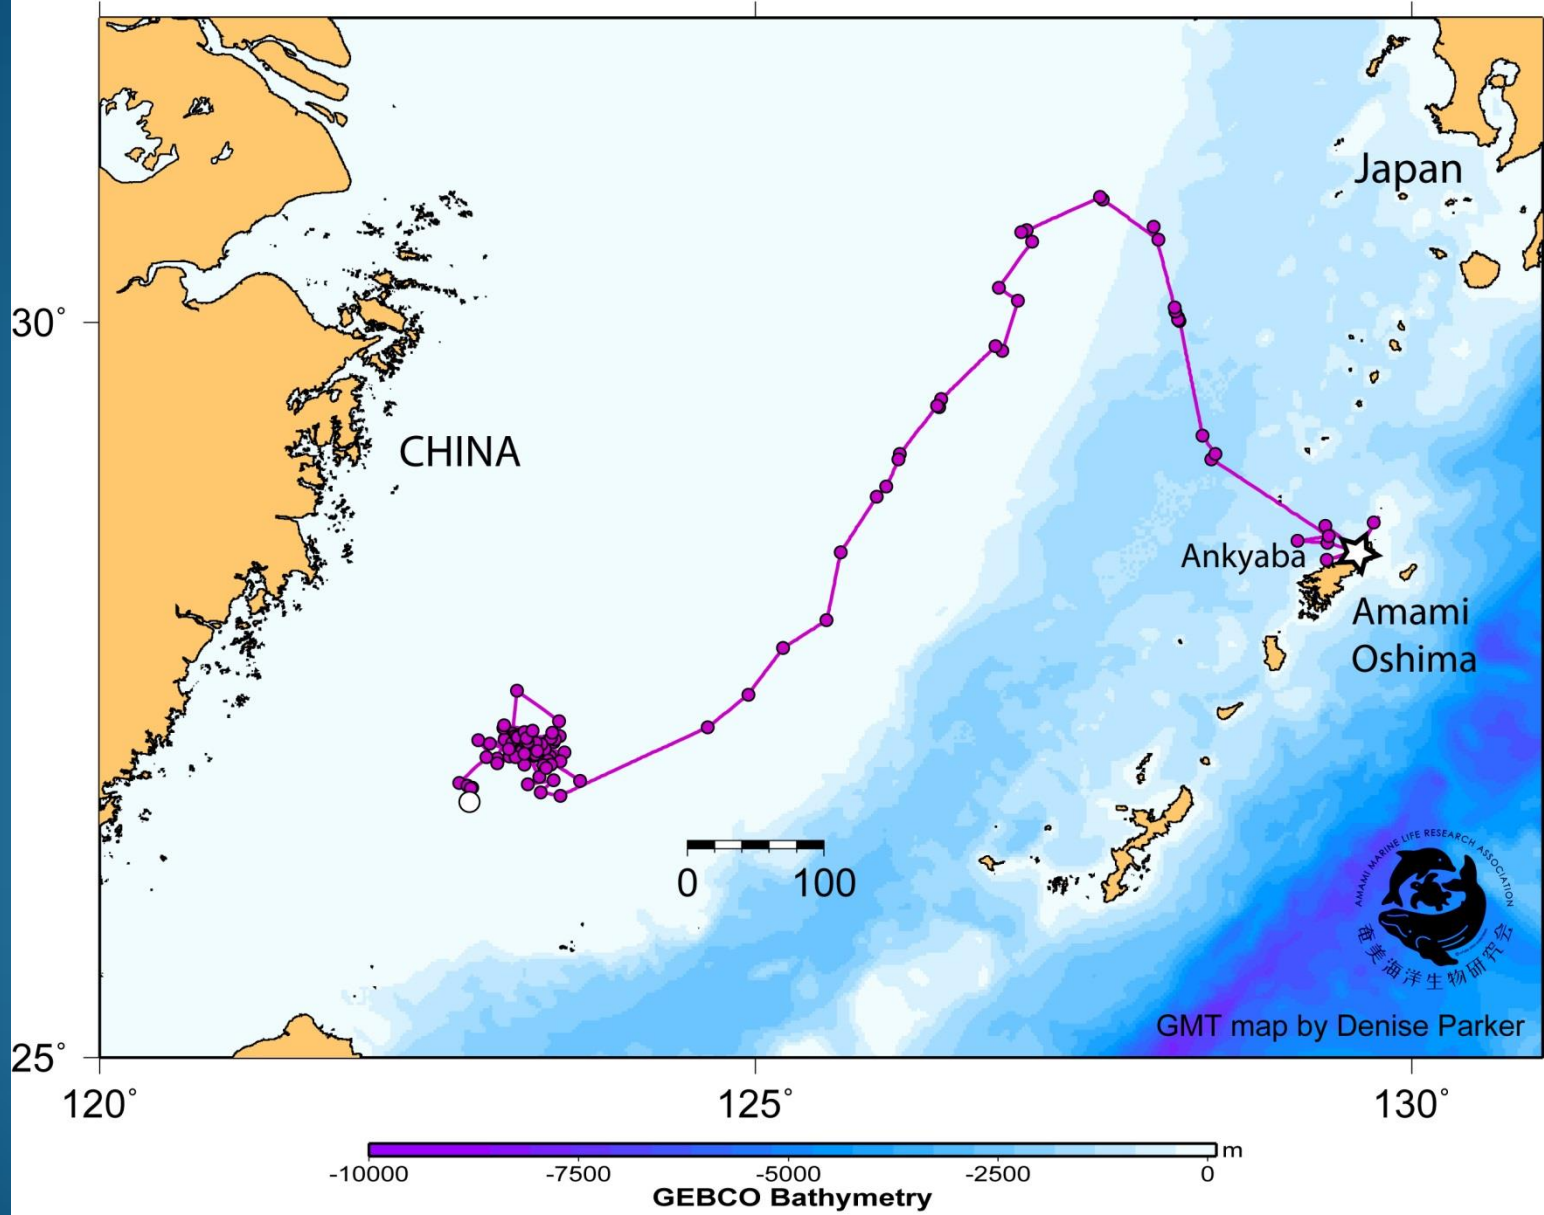 Japan
30°
CHINA
Ankyaba
Amami
Oshima
0 100
AMAMI MARINE LIFE RESEARCH ASSOCIATION
奄美海洋生物研究会
GMT map by Denise Parker
25°
120° 125° 130°
m
-10000 -7500 -5000 -2500 0
GEBCO Bathymetry